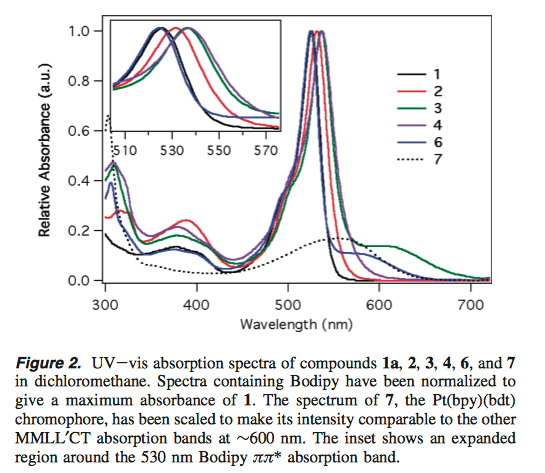 1.0
0.8
0.6
0.4
0.2
0.0
Relative Absorbance (a.u.)
510 530 550 570
1
2
3
4
6
7
300 400 500 600 700
Wavelength (nm)
Figure 2. UV−vis absorption spectra of compounds 1a, 2, 3, 4, 6, and 7
in dichloromethane. Spectra containing Bodipy have been normalized to
give a maximum absorbance of 1. The spectrum of 7, the Pt(bpy)(bdt)
chromophore, has been scaled to make its intensity comparable to the other
MMLL′CT absorption bands at ∼600 nm. The inset shows an expanded
region around the 530 nm Bodipy ππ* absorption band.